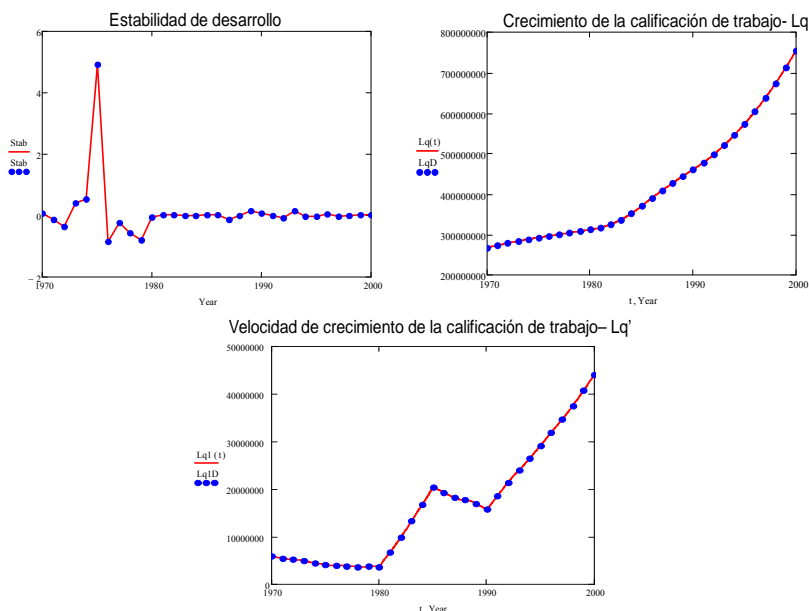 Estabilidad de desarrollo
6
4
2
0
– 2
Stab
Stab
1970
1980
1990
2000
Year
Crecimiento de la calificación de trabajo- Lq
800000000
700000000
600000000
500000000
400000000
300000000
200000000
Lq(t)
LqD
1970
1980
1990
2000
t , Year
Velocidad de crecimiento de la calificación de trabajo– Lq'
50000000
40000000
30000000
20000000
10000000
0
Lq1 (t)
Lq1D
1970
1980
1990
2000
t , Year